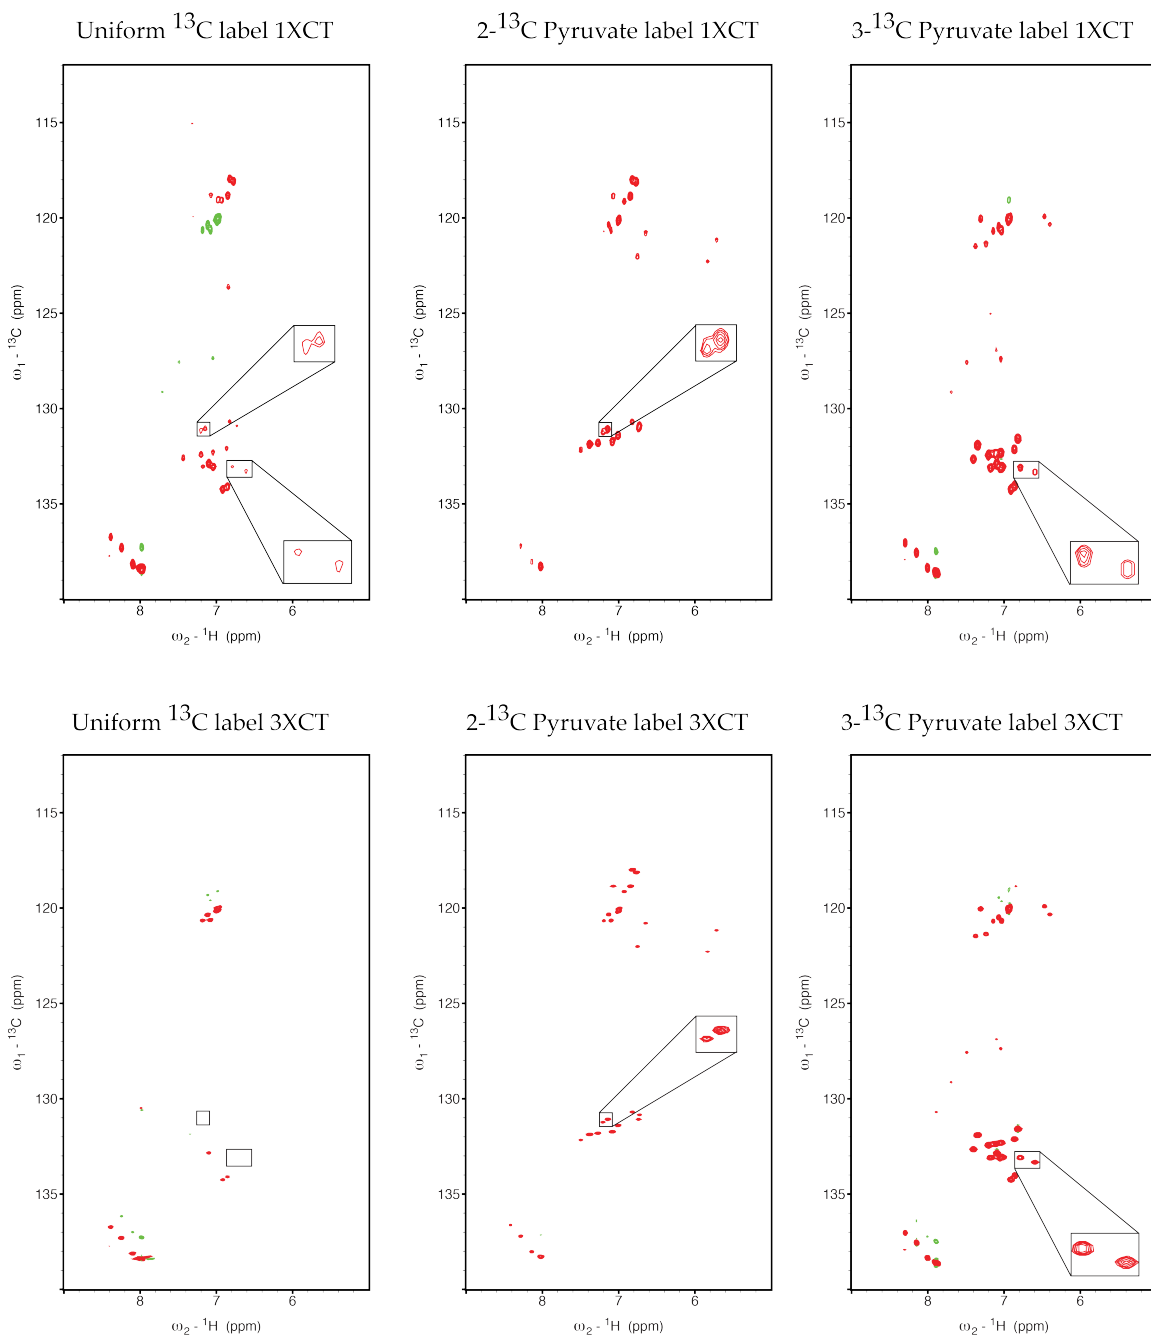 Uniform ¹³C label 1XCT
2-¹³C Pyruvate label 1XCT
3-¹³C Pyruvate label 1XCT
115
120
125
130
135
ω₁ - ¹³C (ppm)
8 7 6
ω₂ - ¹H (ppm)
115
120
125
130
135
ω₁ - ¹³C (ppm)
8 7 6
ω₂ - ¹H (ppm)
115
120
125
130
135
ω₁ - ¹³C (ppm)
8 7 6
ω₂ - ¹H (ppm)
Uniform ¹³C label 3XCT
2-¹³C Pyruvate label 3XCT
3-¹³C Pyruvate label 3XCT
115
120
125
130
135
ω₁ - ¹³C (ppm)
8 7 6
ω₂ - ¹H (ppm)
115
120
125
130
135
ω₁ - ¹³C (ppm)
8 7 6
ω₂ - ¹H (ppm)
115
120
125
130
135
ω₁ - ¹³C (ppm)
8 7 6
ω₂ - ¹H (ppm)